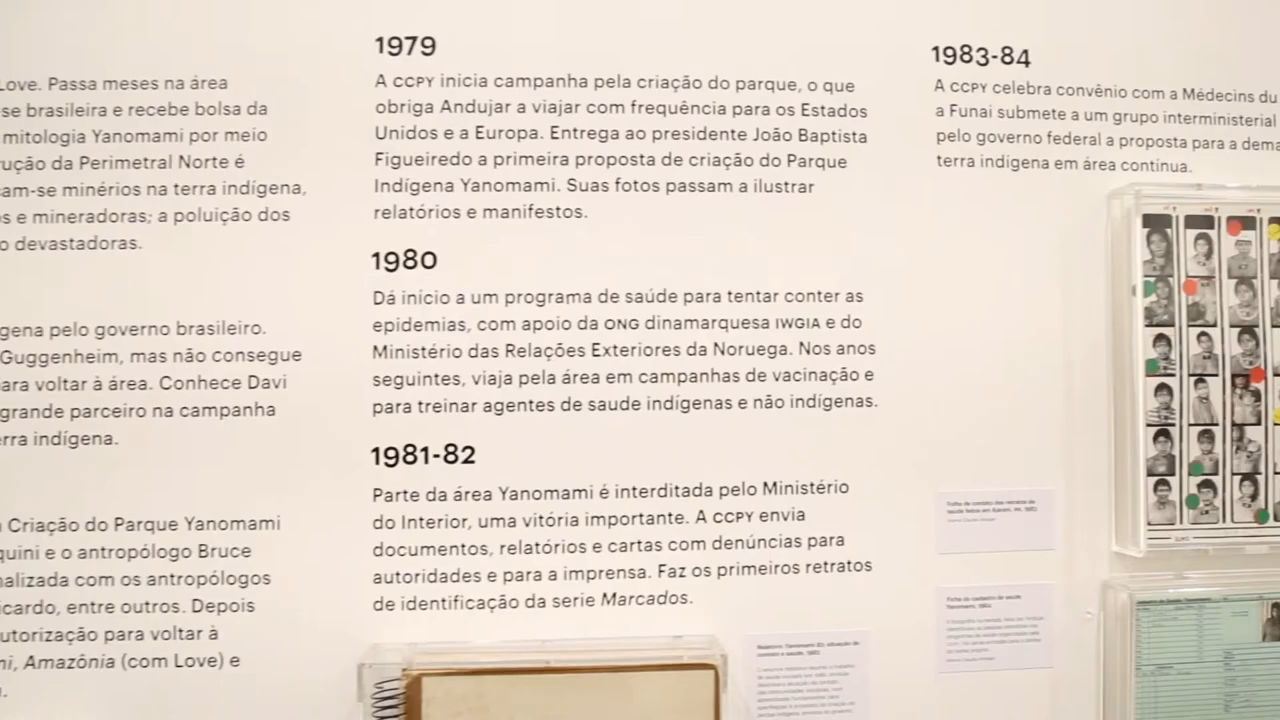 Love. Passa meses na área
se brasileira e recebe bolsa da
mitologia Yanomami por meio
rução da Perimetral Norte é
cam-se minérios na terra indígena,
s e mineradoras; a poluição dos
o devastadoras.
gena pelo governo brasileiro.
Guggenheim, mas não consegue
ara voltar à área. Conhece Davi
grande parceiro na campanha
erra indígena.
Criação do Parque Yanomami
quini e o antropólogo Bruce
nalizada com os antropólogos
icardo, entre outros. Depois
utorização para voltar à
mi, Amazônia (com Love) e
1979
A CCPY inicia campanha pela criação do parque, o que
obriga Andujar a viajar com frequência para os Estados
Unidos e a Europa. Entrega ao presidente João Baptista
Figueiredo a primeira proposta de criação do Parque
Indígena Yanomami. Suas fotos passam a ilustrar
relatórios e manifestos.
1980
Dá início a um programa de saúde para tentar conter as
epidemias, com apoio da ONG dinamarquesa IWGIA e do
Ministério das Relações Exteriores da Noruega. Nos anos
seguintes, viaja pela área em campanhas de vacinação e
para treinar agentes de saude indígenas e não indígenas.
1981-82
Parte da área Yanomami é interditada pelo Ministério
do Interior, uma vitória importante. A CCPY envia
documentos, relatórios e cartas com denúncias para
autoridades e para a imprensa. Faz os primeiros retratos
de identificação da serie Marcados.
1983-84
A CCPY celebra convênio com a Médecins du
a Funai submete a um grupo interministerial
pelo governo federal a proposta para a dema
terra indígena em área contínua.